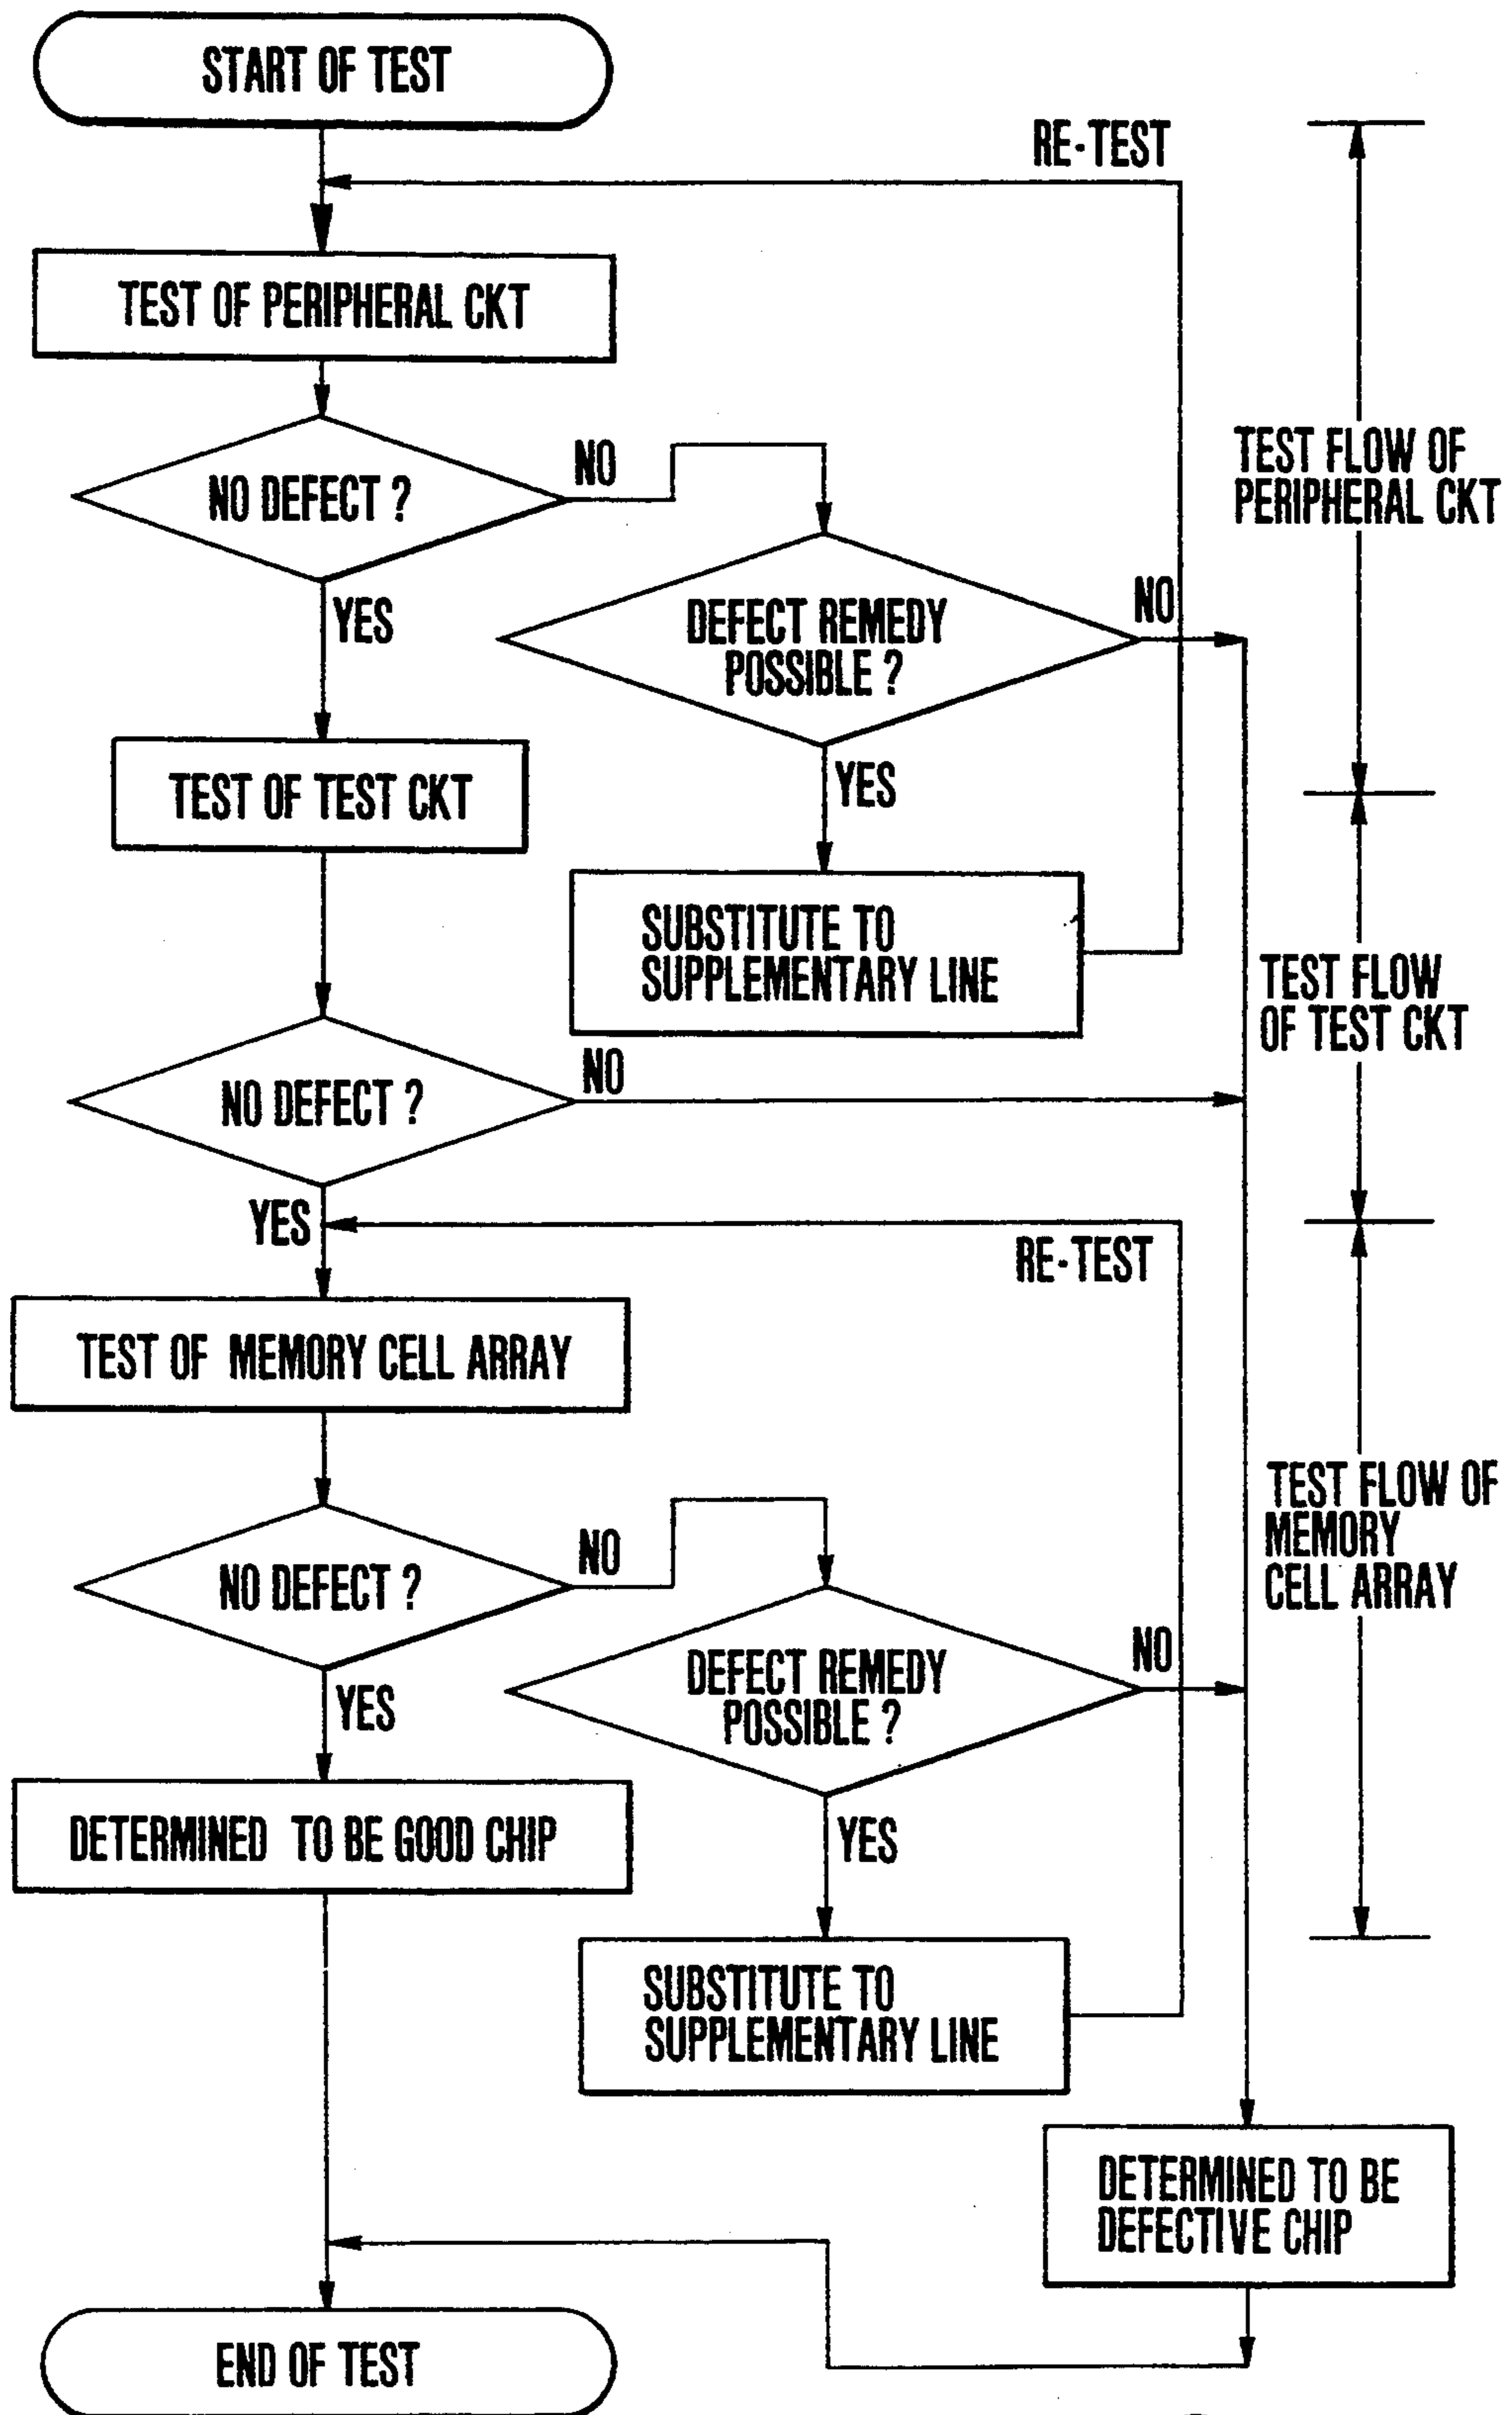 START OF TEST
RE-TEST
TEST OF PERIPHERAL CKT
NO DEFECT ?
NO
TEST FLOW OF
PERIPHERAL CKT
YES
DEFECT REMEDY
POSSIBLE ?
NO
TEST OF TEST CKT
YES
SUBSTITUTE TO
SUPPLEMENTARY LINE
TEST FLOW
OF TEST CKT
NO DEFECT ?
NO
YES
RE-TEST
TEST OF MEMORY CELL ARRAY
NO DEFECT ?
NO
TEST FLOW OF
MEMORY
CELL ARRAY
YES
DEFECT REMEDY
POSSIBLE ?
NO
DETERMINED TO BE GOOD CHIP
YES
SUBSTITUTE TO
SUPPLEMENTARY LINE
DETERMINED TO BE
DEFECTIVE CHIP
END OF TEST